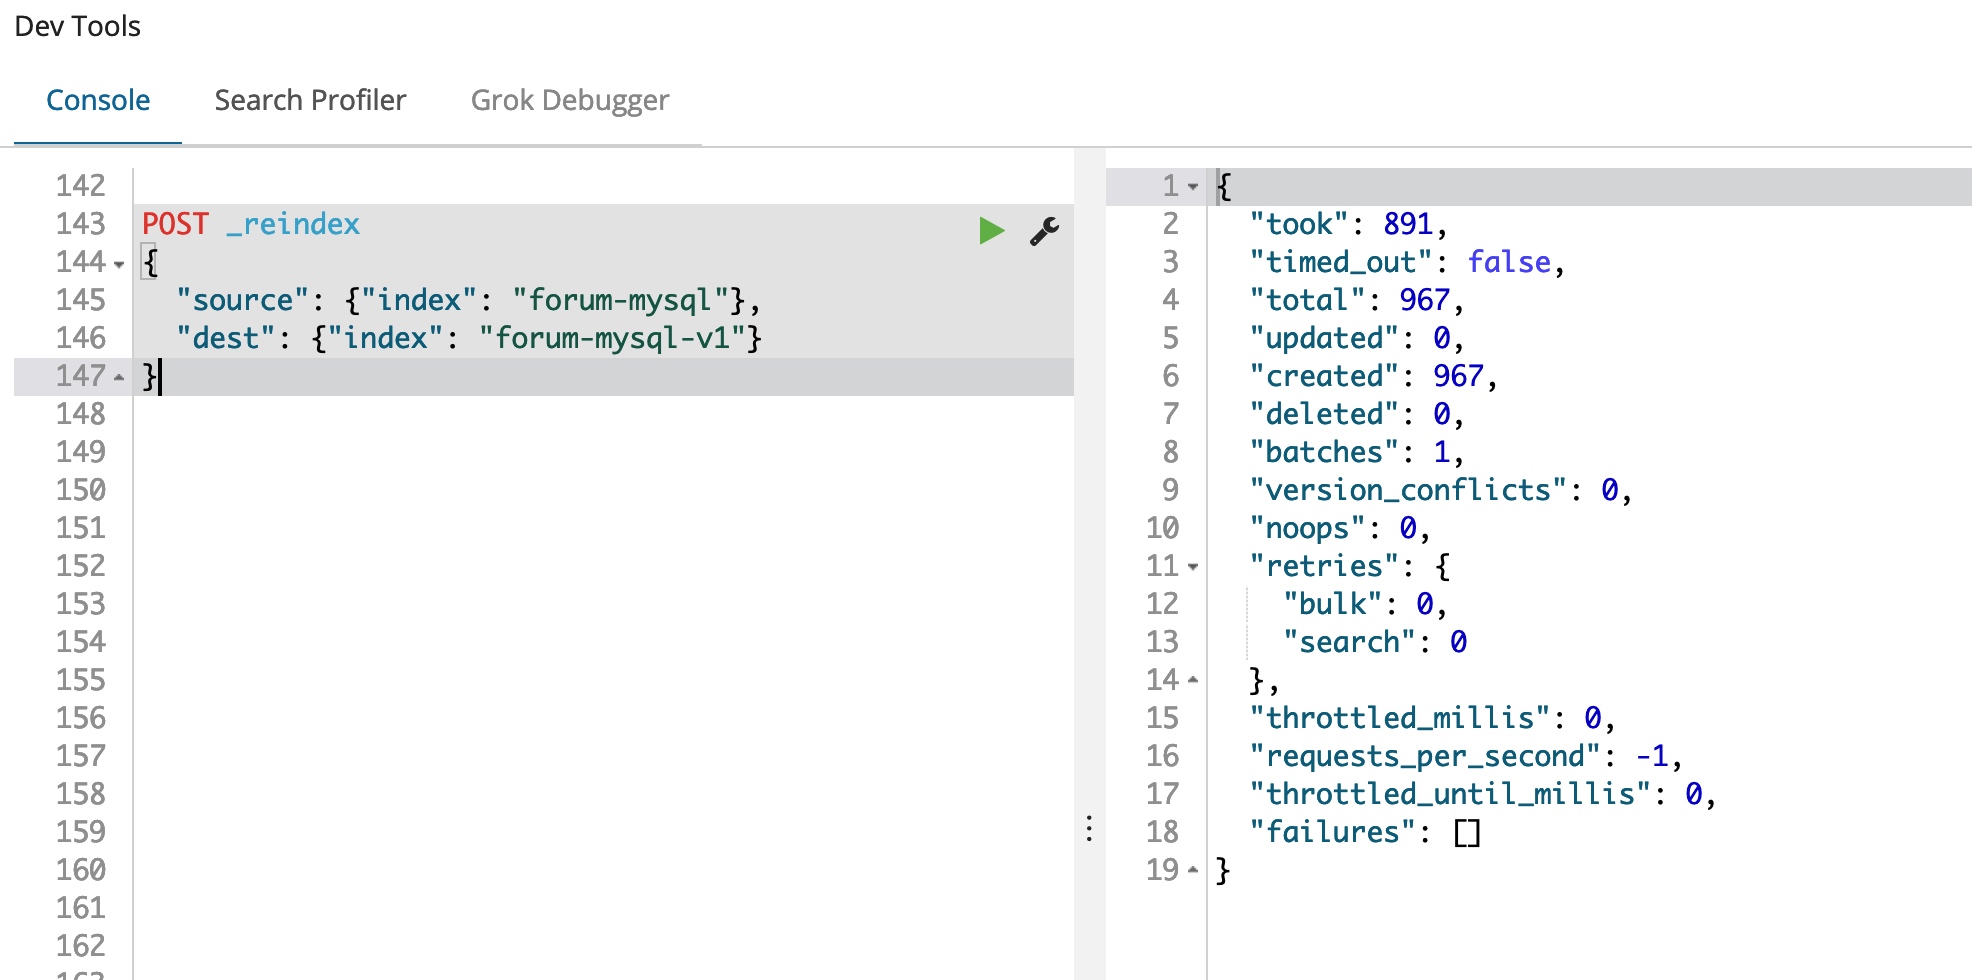 Dev Tools
Console Search Profiler Grok Debugger
142
143 POST _reindex
144 {
145 "source": {"index": "forum-mysql"},
146 "dest": {"index": "forum-mysql-v1"}
147 }
148
149
150
151
152
153
154
155
156
157
158
159
160
161
162
163
1 {
2 "took": 891,
3 "timed_out": false,
4 "total": 967,
5 "updated": 0,
6 "created": 967,
7 "deleted": 0,
8 "batches": 1,
9 "version_conflicts": 0,
10 "noops": 0,
11 "retries": {
12 "bulk": 0,
13 "search": 0
14 },
15 "throttled_millis": 0,
16 "requests_per_second": -1,
17 "throttled_until_millis": 0,
18 "failures": []
19 }